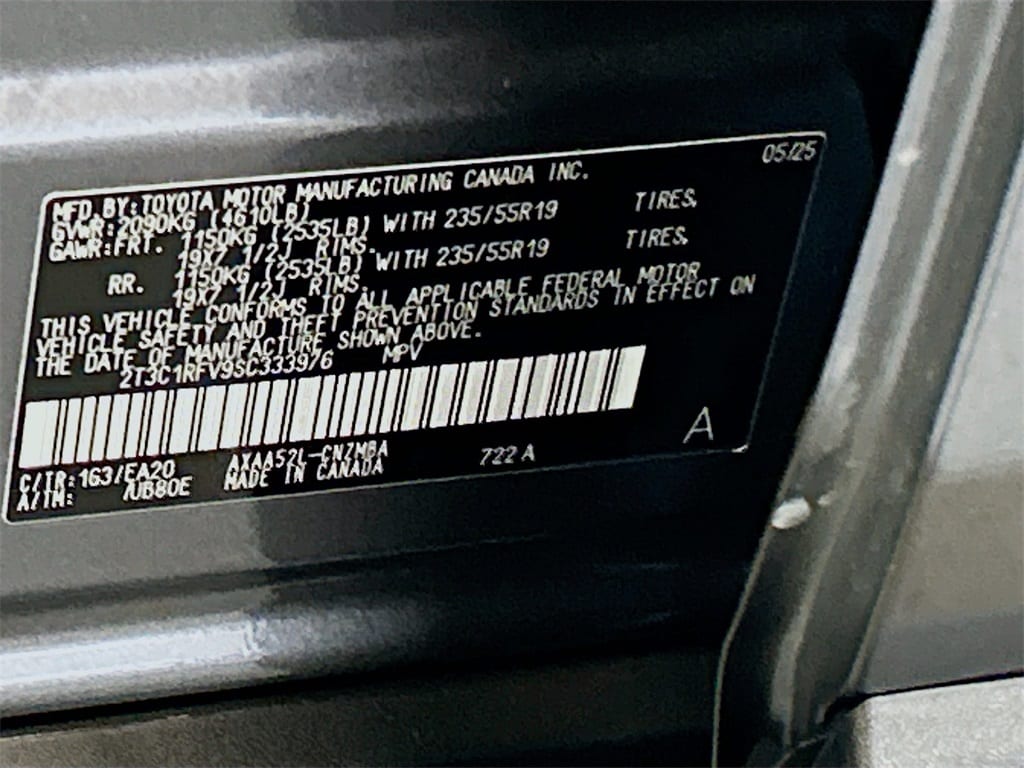 05/25
MFD. BY: TOYOTA MOTOR MANUFACTURING CANADA INC.
GVWR: 2090KG (4610LB)
GAWR: FRT. 1150KG (2535LB) WITH 235/55R19 TIRES,
19X7 1/2J RIMS.
RR. 1150KG (2535LB) WITH 235/55R19 TIRES,
19X7 1/2J RIMS.
THIS VEHICLE CONFORMS TO ALL APPLICABLE FEDERAL MOTOR
VEHICLE SAFETY AND THEFT PREVENTION STANDARDS IN EFFECT ON
THE DATE OF MANUFACTURE SHOWN ABOVE.
2T3C1RFV9SC333976 MPV
A
C/TR: 1G3/EA20 AXAA52L-CNZMBA 722A
A/TM: /UB80E MADE IN CANADA